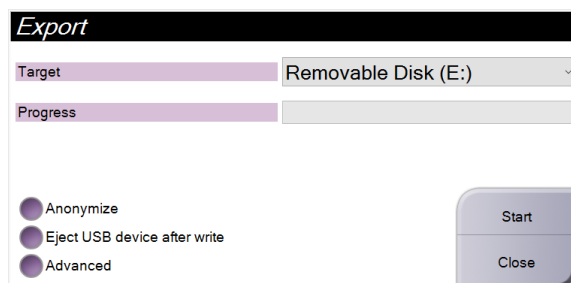 Export
Target
Removable Disk (E:)
Progress
Anonymize
Eject USB device after write
Advanced
Start
Close